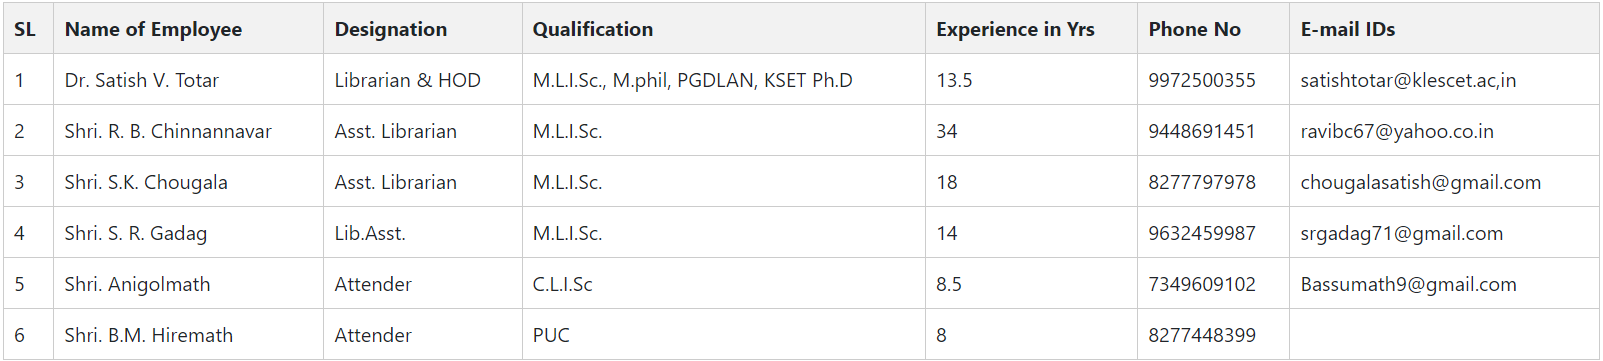 SL Name of Employee Designation Qualification Experience in Yrs Phone No E-mail IDs
1 Dr. Satish V. Totar Librarian & HOD M.L.I.Sc., M.phil, PGDLAN, KSET Ph.D 13.5 9972500355 satishtotar@klescet.ac,in
2 Shri. R. B. Chinnannavar Asst. Librarian M.L.I.Sc. 34 9448691451 ravibc67@yahoo.co.in
3 Shri. S.K. Chougala Asst. Librarian M.L.I.Sc. 18 8277797978 chougalasatish@gmail.com
4 Shri. S. R. Gadag Lib.Asst. M.L.I.Sc. 14 9632459987 srgadag71@gmail.com
5 Shri. Anigolmath Attender C.L.I.Sc 8.5 7349609102 Bassumath9@gmail.com
6 Shri. B.M. Hiremath Attender PUC 8 8277448399